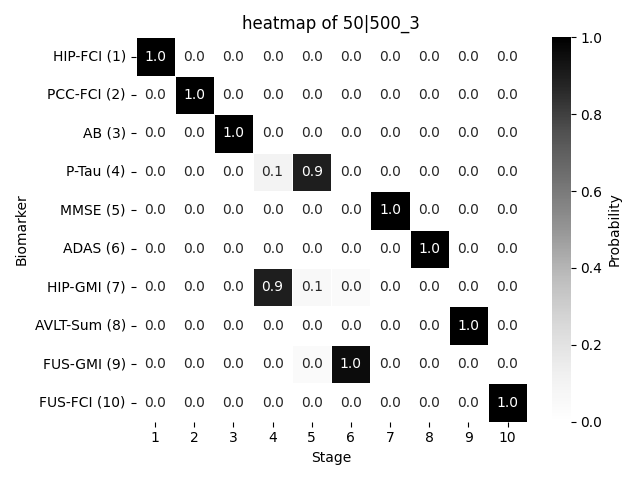 heatmap of 50|500_3
HIP-FCI (1) 1.0 0.0 0.0 0.0 0.0 0.0 0.0 0.0 0.0 0.0
PCC-FCI (2) 0.0 1.0 0.0 0.0 0.0 0.0 0.0 0.0 0.0 0.0
AB (3) 0.0 0.0 1.0 0.0 0.0 0.0 0.0 0.0 0.0 0.0
P-Tau (4) 0.0 0.0 0.0 0.1 0.9 0.0 0.0 0.0 0.0 0.0
MMSE (5) 0.0 0.0 0.0 0.0 0.0 0.0 1.0 0.0 0.0 0.0
ADAS (6) 0.0 0.0 0.0 0.0 0.0 0.0 0.0 1.0 0.0 0.0
HIP-GMI (7) 0.0 0.0 0.0 0.9 0.1 0.0 0.0 0.0 0.0 0.0
AVLT-Sum (8) 0.0 0.0 0.0 0.0 0.0 0.0 0.0 0.0 1.0 0.0
FUS-GMI (9) 0.0 0.0 0.0 0.0 0.0 1.0 0.0 0.0 0.0 0.0
FUS-FCI (10) 0.0 0.0 0.0 0.0 0.0 0.0 0.0 0.0 0.0 1.0
1 2 3 4 5 6 7 8 9 10
Stage
Biomarker
1.0
0.8
0.6
0.4
0.2
0.0
Probability